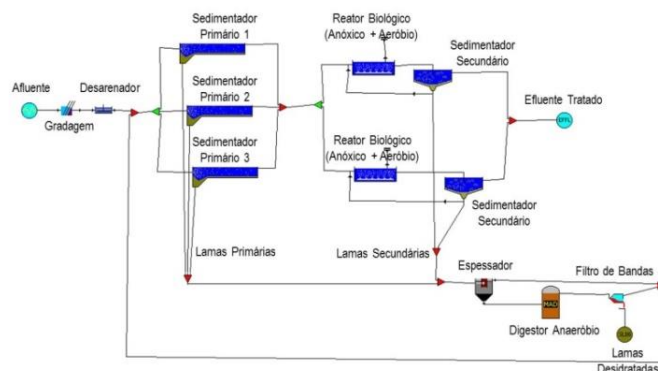 Sedimentador
Primário 1
Reator Biológico
(Anóxico + Aeróbio)
Sedimentador
Secundário
Afluente
Desarenador
Gradagem
Sedimentador
Primário 2
Efluente Tratado
EFFL
Reator Biológico
(Anóxico + Aeróbio)
Sedimentador
Primário 3
Sedimentador
Secundário
Lamas Primárias
Lamas Secundárias
Espessador
Filtro de Bandas
MAD
Digestor Anaeróbio
Lamas
Desidratadas